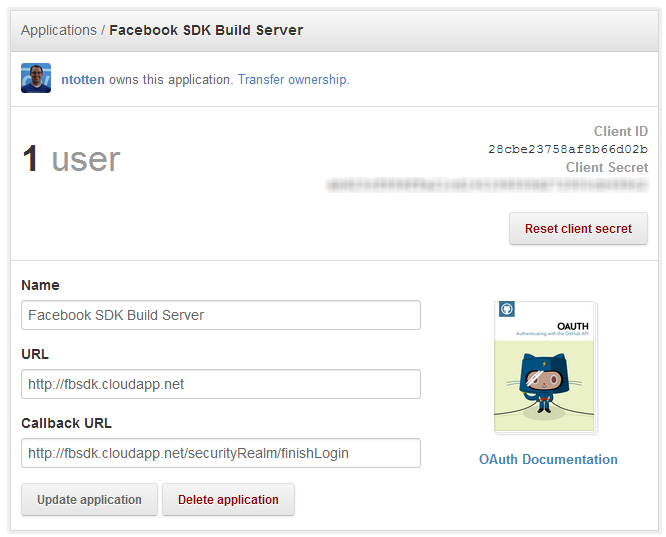 Applications / Facebook SDK Build Server
ntotten owns this application. Transfer ownership.
1 user
Client ID
28cbe23758af8b66d02b
Client Secret
Reset client secret
Name
Facebook SDK Build Server
URL
http://fbsdk.cloudapp.net
Callback URL
http://fbsdk.cloudapp.net/securityRealm/finishLogin
Update application
Delete application
OAUTH
Authenticating with the GitHub API
OAuth Documentation